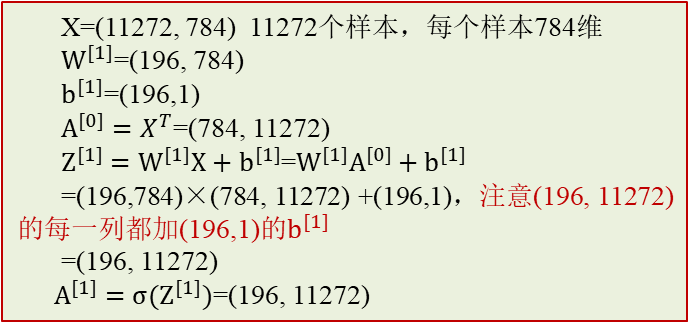 X=(11272, 784) 11272个样本，每个样本784维
W^[1]=(196, 784)
b^[1]=(196,1)
A^[0] = X^T=(784, 11272)
Z^[1] = W^[1]X + b^[1]=W^[1]A^[0] + b^[1]
=(196,784)×(784, 11272) +(196,1)，注意(196, 11272)
的每一列都加(196,1)的b^[1]
=(196, 11272)
A^[1] = σ(Z^[1])=(196, 11272)